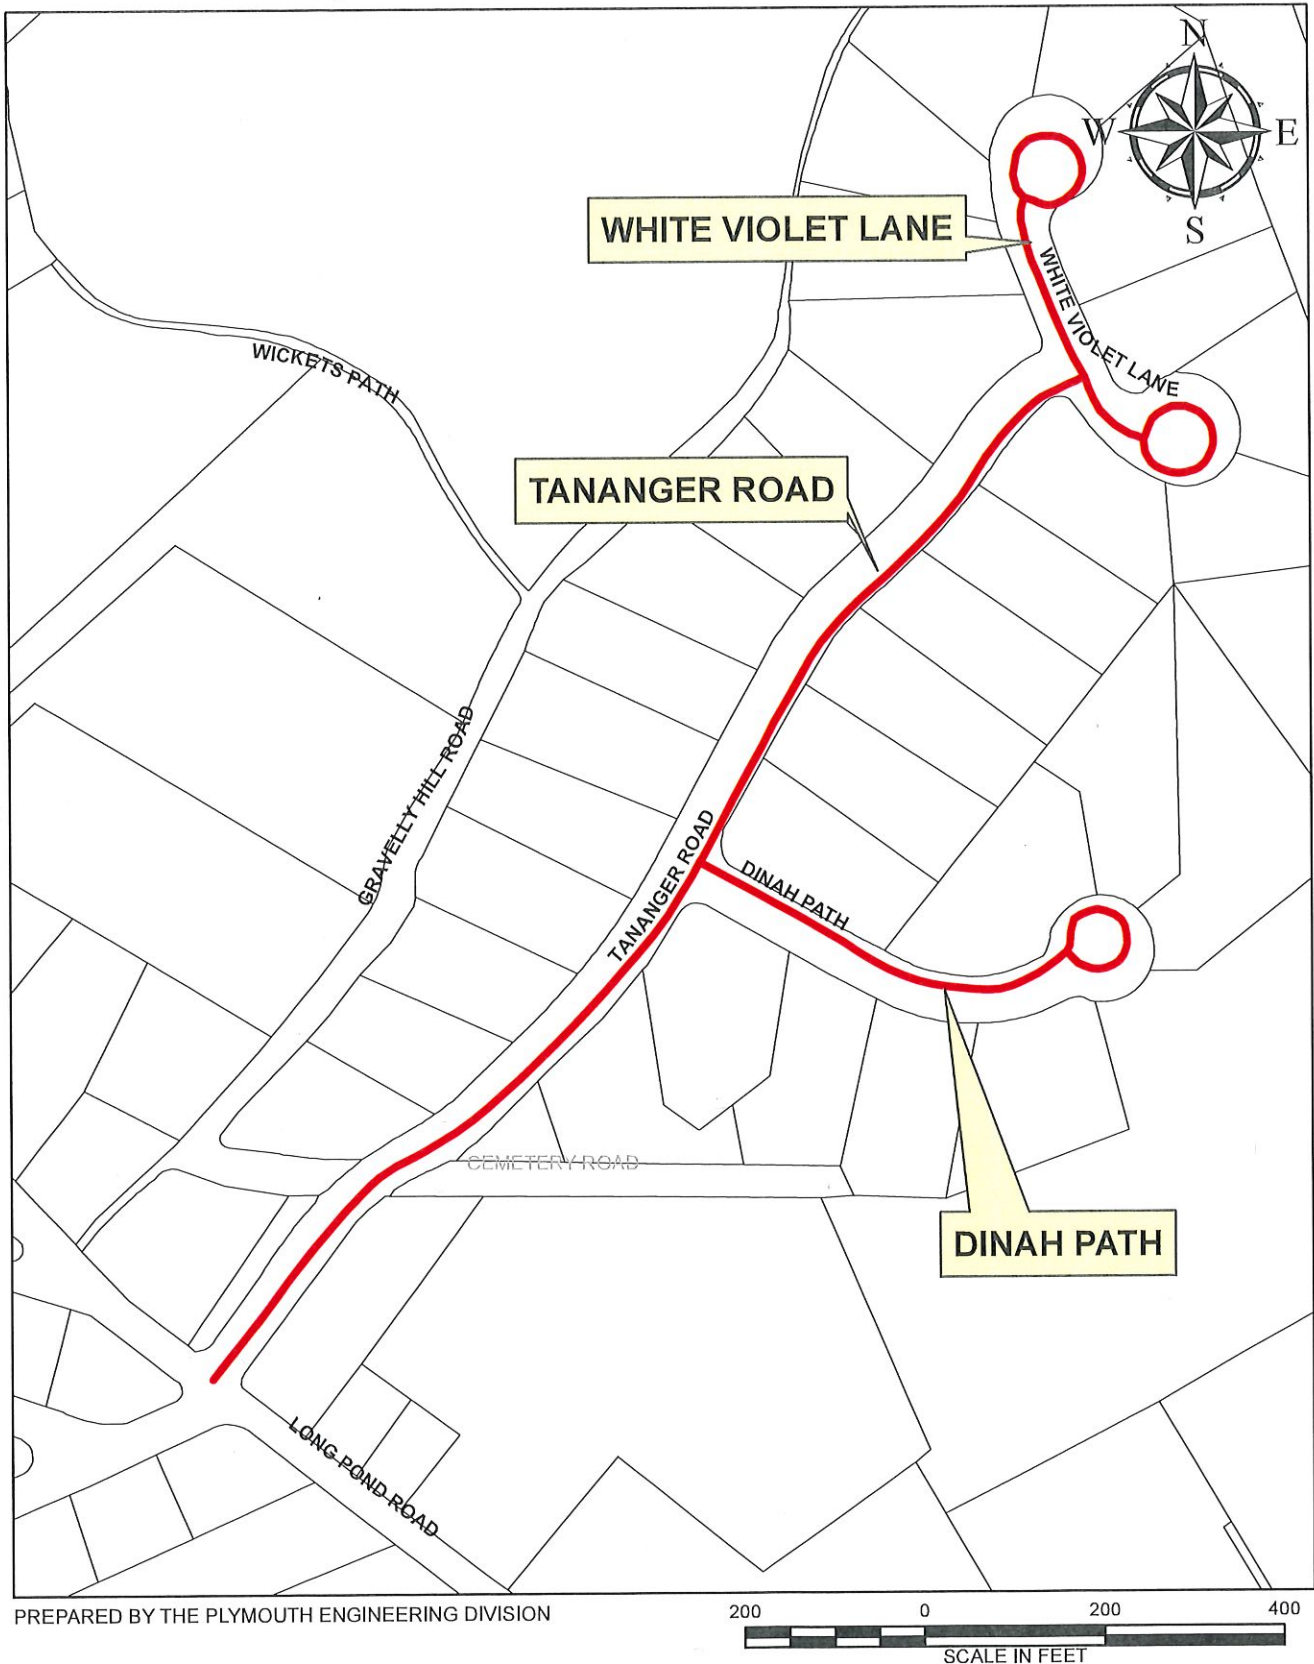 N
W
E
S
WHITE VIOLET LANE
WHITE VIOLET LANE
WICKETS PATH
TANANGER ROAD
GRAVELLY HILL ROAD
TANANGER ROAD
DINAH PATH
CEMETERY ROAD
DINAH PATH
LONG POND ROAD
PREPARED BY THE PLYMOUTH ENGINEERING DIVISION
200 0 200 400
SCALE IN FEET